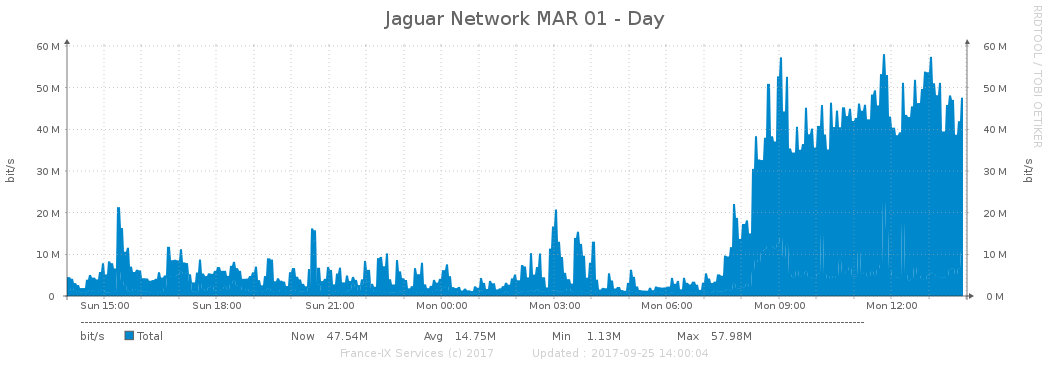 Jaguar Network MAR 01 - Day
RRDTOOL / TOBI OETIKER
60 M 60 M
50 M 50 M
40 M 40 M
30 M 30 M
20 M 20 M
10 M 10 M
0 0 M
bit/s bit/s
Sun 15:00 Sun 18:00 Sun 21:00 Mon 00:00 Mon 03:00 Mon 06:00 Mon 09:00 Mon 12:00
bit/s Total Now 47.54M Avg 14.75M Min 1.13M Max 57.98M
France-IX Services (c) 2017 Updated : 2017-09-25 14:00:04